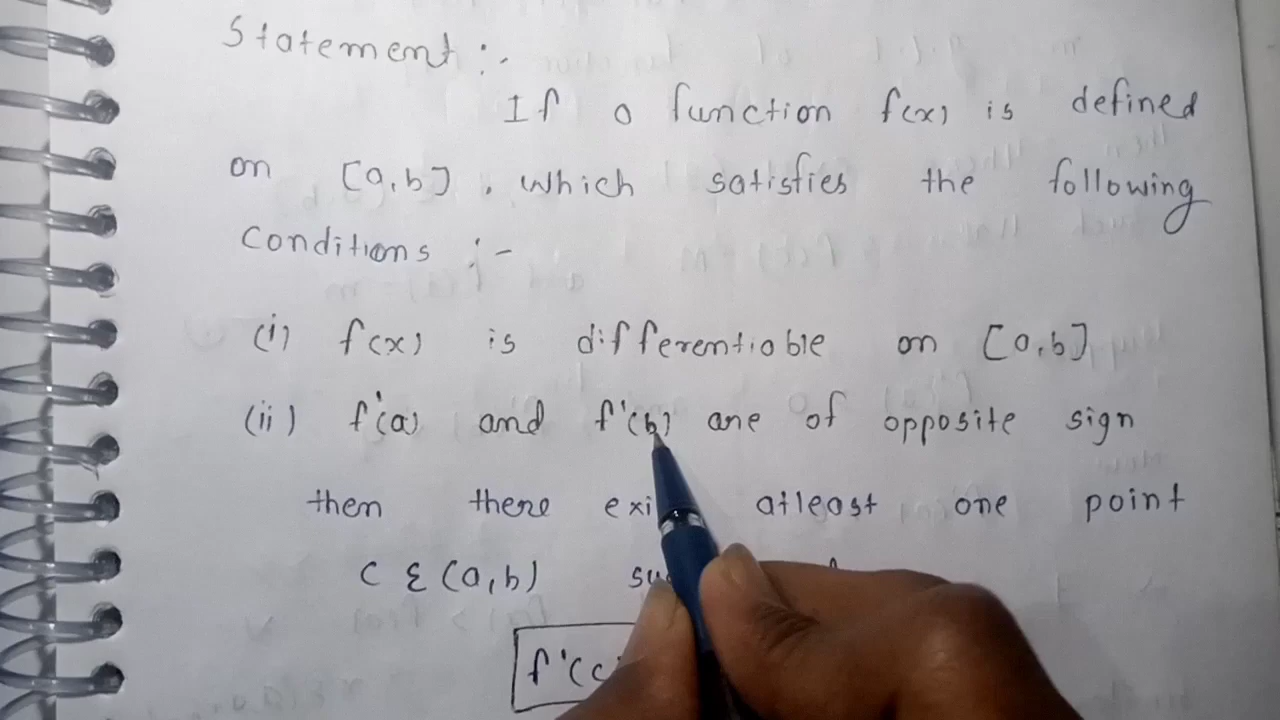 Statement :-
If a function f(x) is defined
on [a,b], which satisfies the following
Conditions :-
(i) f(x) is differentiable on [a,b]
(ii) f'(a) and f'(b) are of opposite sign
then there atleast one point
C ε (a,b)
f'(c)